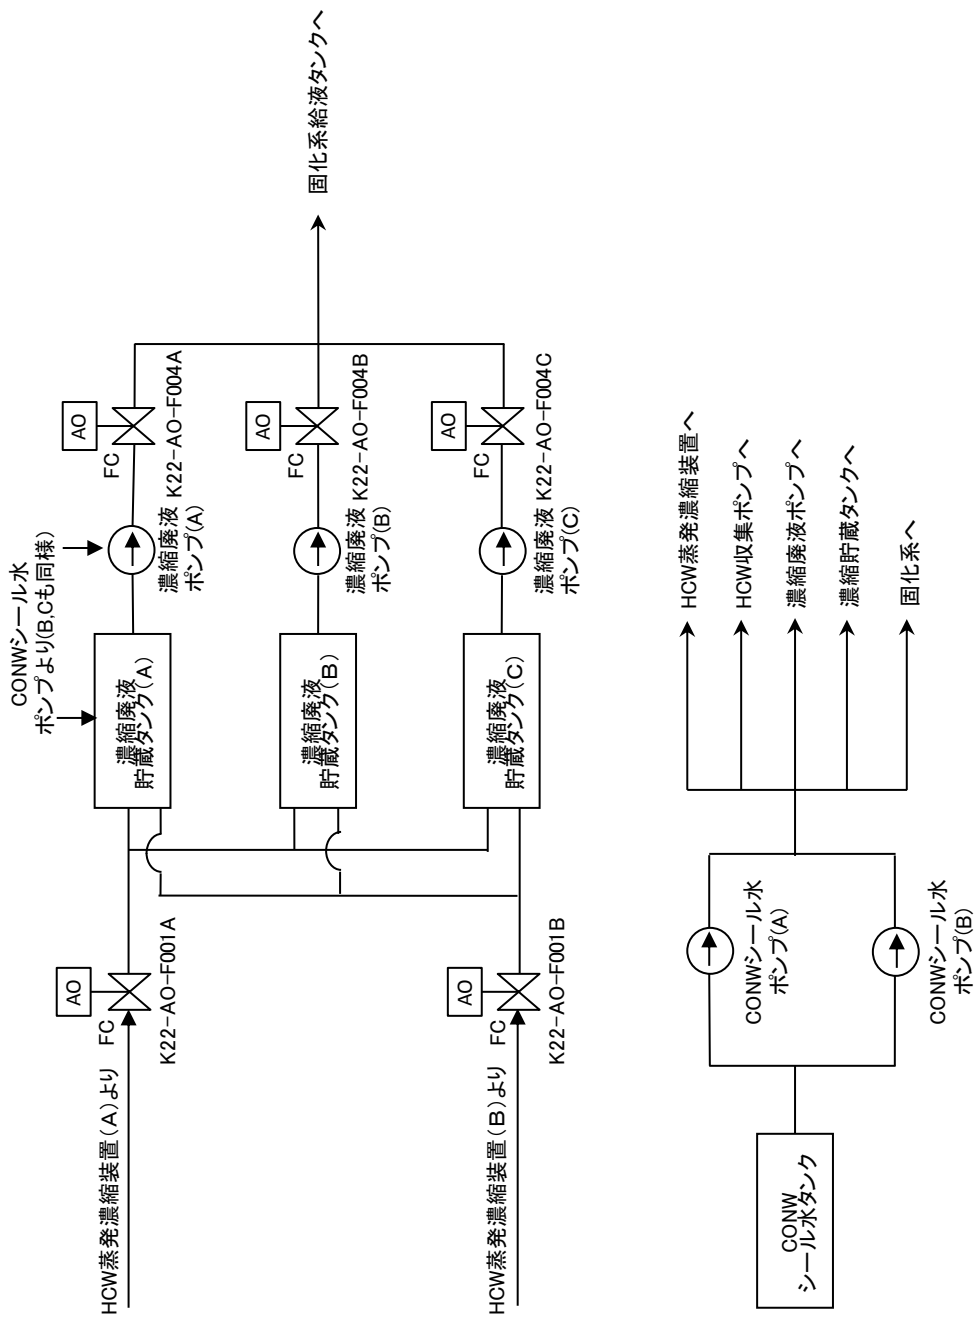 CONWシール水
ポンプより(B,Cも同様)
HCW蒸発濃縮装置(A)より
FC
AO
K22-AO-F001A
濃縮廃液
貯蔵タンク(A)
濃縮廃液
ポンプ(A)
FC
AO
K22-AO-F004A
濃縮廃液
貯蔵タンク(B)
濃縮廃液
ポンプ(B)
FC
AO
K22-AO-F004B
固化系給液タンクへ
HCW蒸発濃縮装置(B)より
FC
AO
K22-AO-F001B
濃縮廃液
貯蔵タンク(C)
濃縮廃液
ポンプ(C)
FC
AO
K22-AO-F004C
CONW
シール水タンク
CONWシール水
ポンプ(A)
CONWシール水
ポンプ(B)
HCW蒸発濃縮装置へ
HCW収集ポンプへ
濃縮廃液ポンプへ
濃縮貯蔵タンクへ
固化系へ